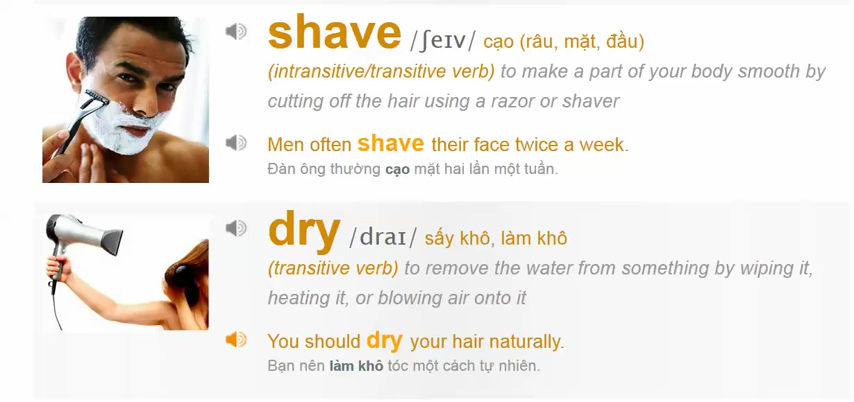 shave /ʃeɪv/ cạo (râu, mặt, đầu)
(intransitive/transitive verb) to make a part of your body smooth by
cutting off the hair using a razor or shaver
Men often shave their face twice a week.
Đàn ông thường cạo mặt hai lần một tuần.
dry /draɪ/ sấy khô, làm khô
(transitive verb) to remove the water from something by wiping it,
heating it, or blowing air onto it
You should dry your hair naturally.
Bạn nên làm khô tóc một cách tự nhiên.